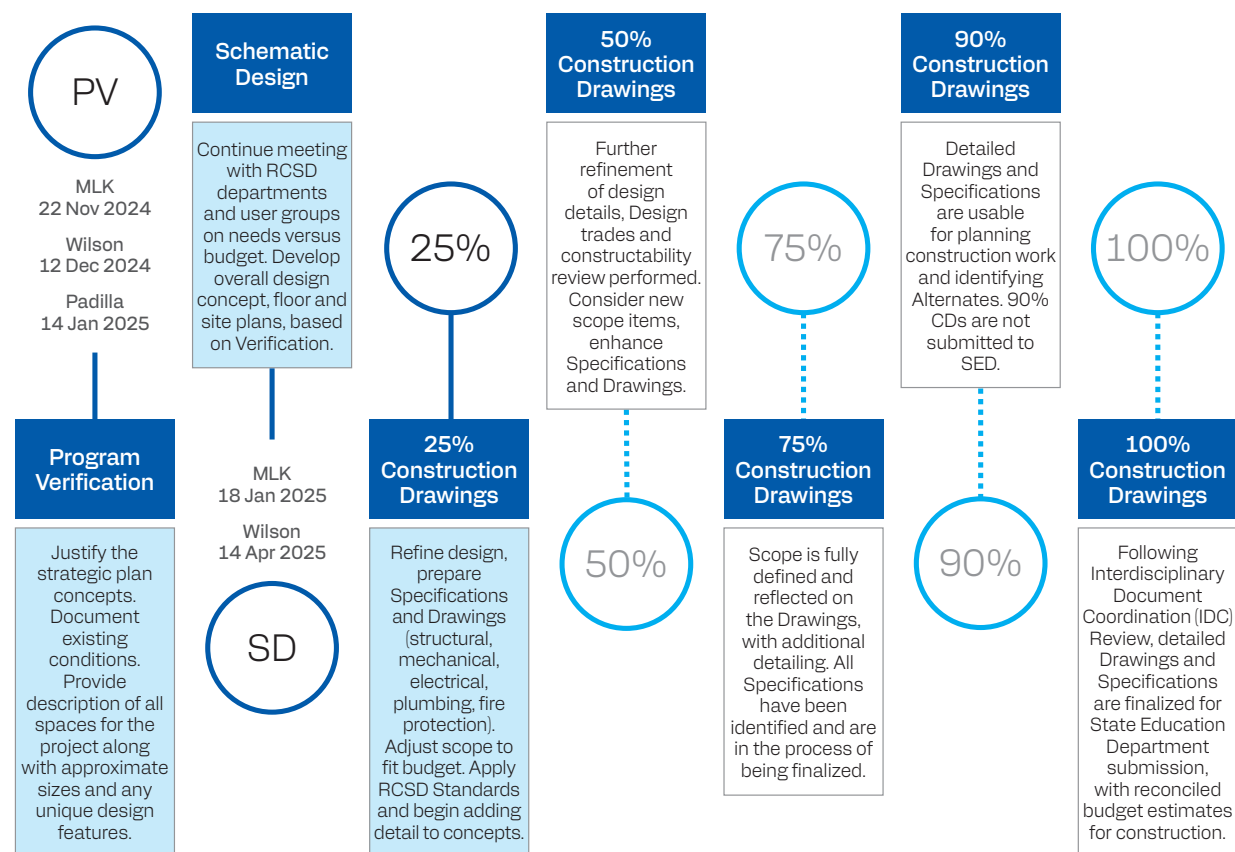 PV
MLK
22 Nov 2024
Wilson
12 Dec 2024
Padilla
14 Jan 2025
Program
Verification
Justify the
strategic plan
concepts.
Document
existing
conditions.
Provide
description of all
spaces for the
project along
with approximate
sizes and any
unique design
features.
Schematic
Design
Continue meeting
with RCSD
departments
and user groups
on needs versus
budget. Develop
overall design
concept, floor and
site plans, based
on Verification.
MLK
18 Jan 2025
Wilson
14 Apr 2025
SD
25%
25%
Construction
Drawings
Refine design,
prepare
Specifications
and Drawings
(structural,
mechanical,
electrical,
plumbing, fire
protection).
Adjust scope to
fit budget. Apply
RCSD Standards
and begin adding
detail to concepts.
50%
Construction
Drawings
Further
refinement
of design
details, Design
trades and
constructability
review performed.
Consider new
scope items,
enhance
Specifications
and Drawings.
50%
75%
75%
Construction
Drawings
Scope is fully
defined and
reflected on
the Drawings,
with additional
detailing. All
Specifications
have been
identified and are
in the process of
being finalized.
90%
Construction
Drawings
Detailed
Drawings and
Specifications
are usable
for planning
construction work
and identifying
Alternates. 90%
CDs are not
submitted to
SED.
90%
100%
100%
Construction
Drawings
Following
Interdisciplinary
Document
Coordination (IDC)
Review, detailed
Drawings and
Specifications
are finalized for
State Education
Department
submission,
with reconciled
budget estimates
for construction.